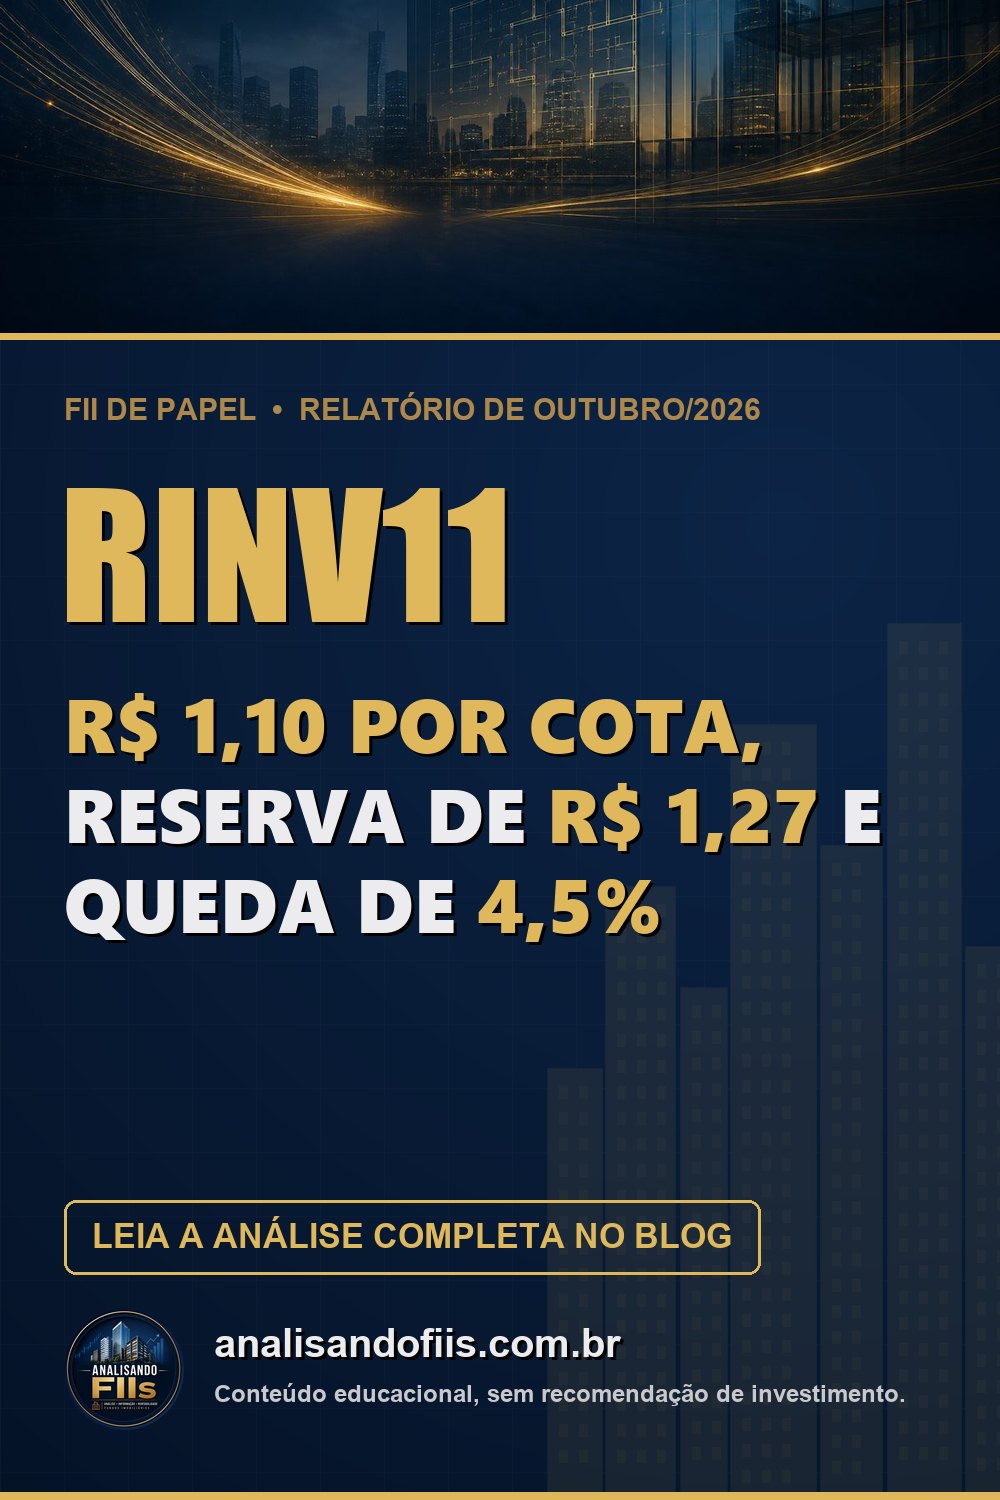 FII DE PAPEL • RELATÓRIO DE OUTUBRO/2026
RINV11
R$ 1,10 POR COTA,
RESERVA DE R$ 1,27 E
QUEDA DE 4,5%
LEIA A ANÁLISE COMPLETA NO BLOG
analisandofiis.com.br
Conteúdo educacional, sem recomendação de investimento.
ANALISANDO
FIIs